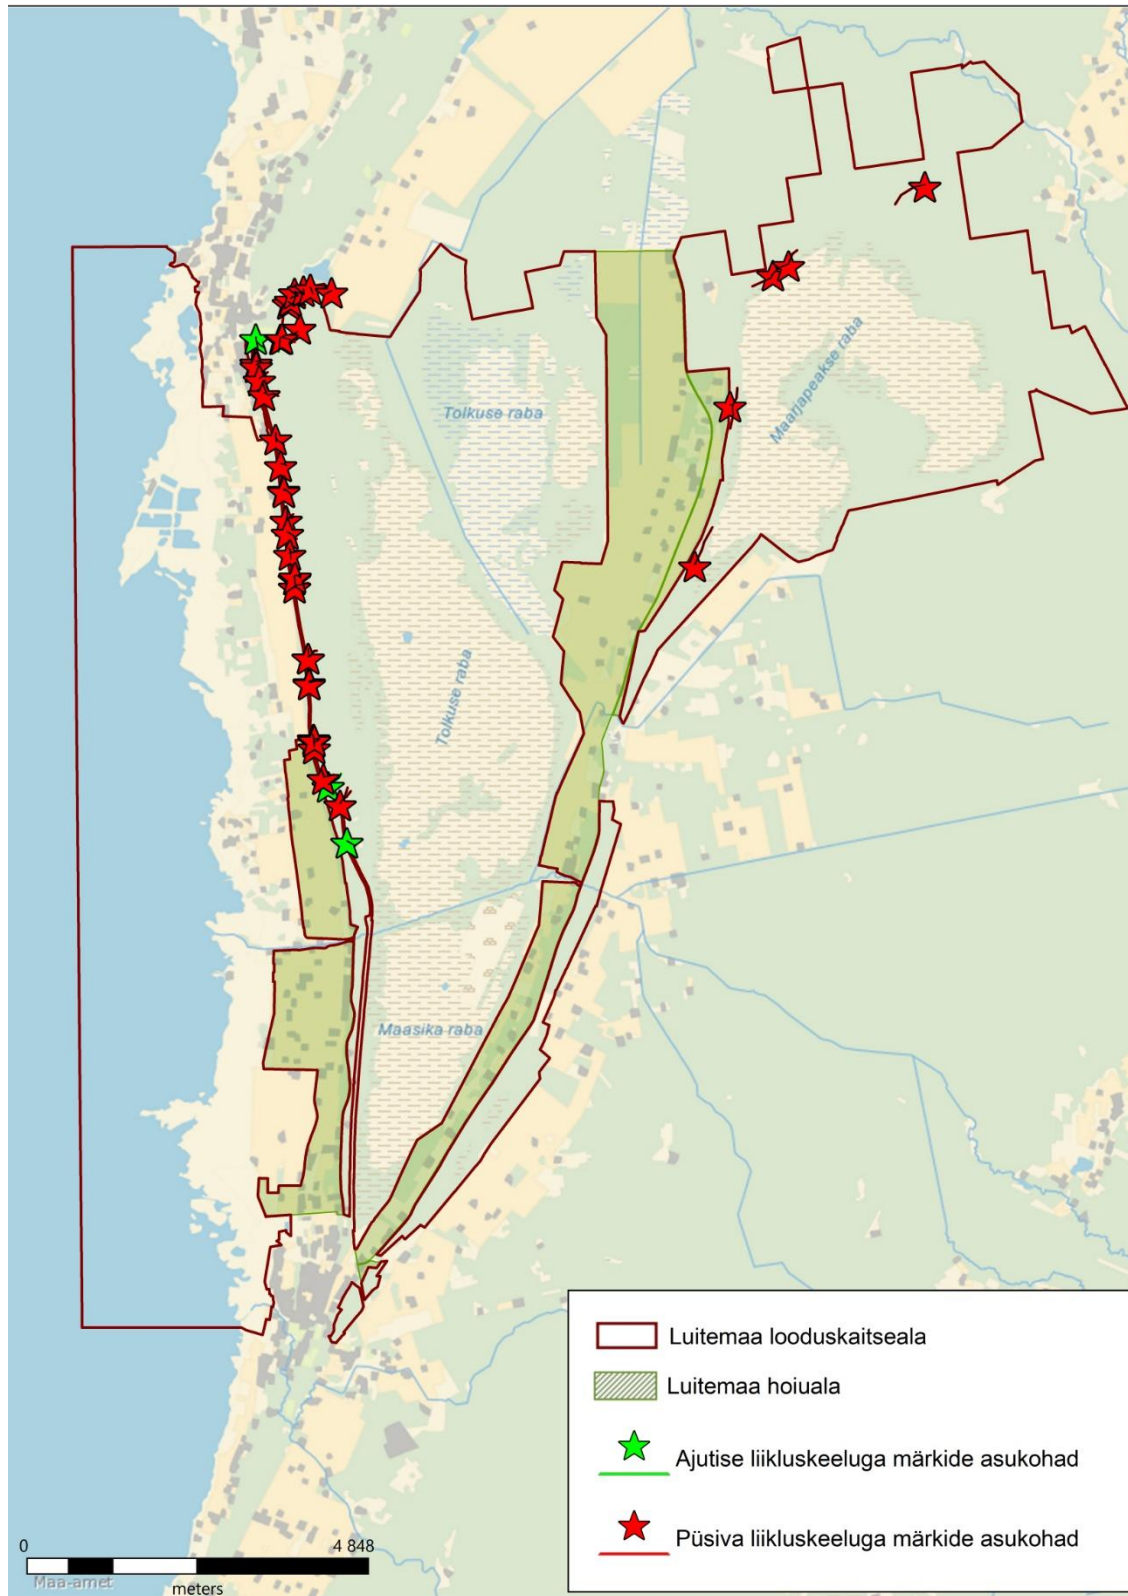 Tolkuse raba
Maarjapeakse raba
Tolkuse raba
Maasika raba
Luitemaa looduskaitseala
Luitemaa hoiuala
Ajutise liikluskeeluga märkide asukohad
Püsiva liikluskeeluga märkide asukohad
0 4 848
Maa-amet
meters